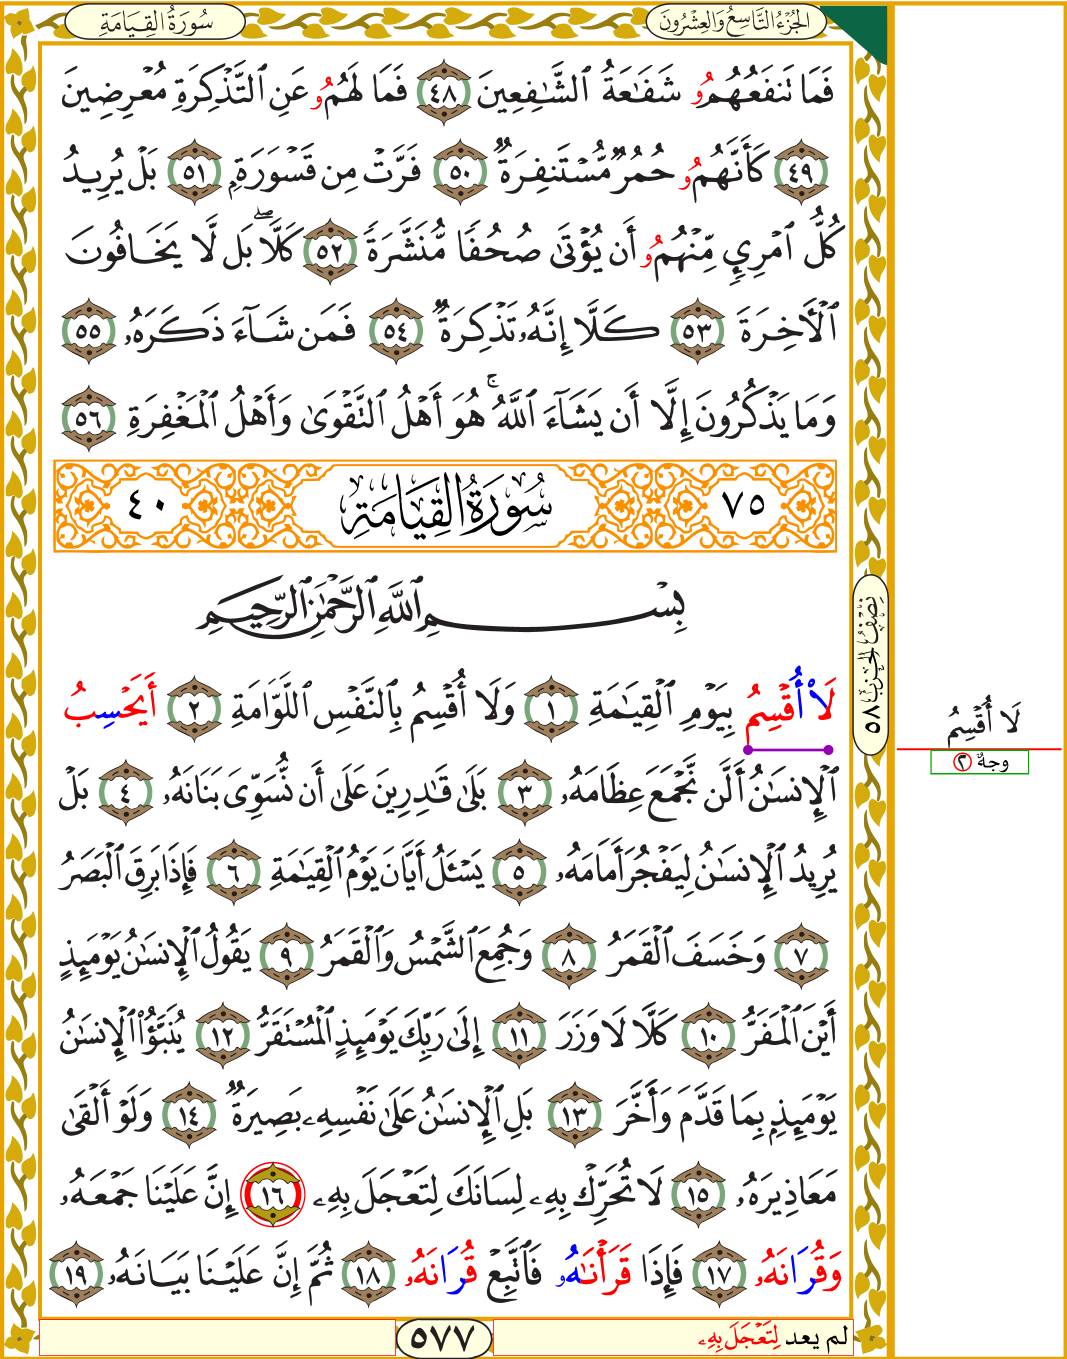 سُورَةُ القِيَامَةِ
الجُزْءُ التَّاسِعُ وَالعِشْرُونَ
فَمَا تَنفَعُهُمُۥ شَفَٰعَةُ ٱلشَّٰفِعِينَ ٤٨ فَمَا لَهُمُۥ عَنِ ٱلتَّذْكِرَةِ مُعْرِضِينَ
٤٩ كَأَنَّهُمُۥ حُمُرٌ مُّسْتَنفِرَةٌ ٥٠ فَرَّتْ مِن قَسْوَرَةٍۭ ٥١ بَلْ يُرِيدُ
كُلُّ ٱمْرِيٍٕ مِّنْهُمُۥ أَن يُؤْتَىٰ صُحُفًا مُّنَشَّرَةً ٥٢ كَلَّاۖ بَل لَّا يَخَافُونَ
ٱلْأَخِرَةَ ٥٣ كَلَّا إِنَّهُۥ تَذْكِرَةٌ ٥٤ فَمَن شَآءَ ذَكَرَهُۥ ٥٥
وَمَا يَذْكُرُونَ إِلَّا أَن يَشَآءَ ٱللَّهُۚ هُوَ أَهْلُ ٱلتَّقْوَىٰ وَأَهْلُ ٱلْمَغْفِرَةِ ٥٦
٧٥ سُورَةُ القِيَامَةِ ٤٠
بِسْمِ ٱللَّهِ ٱلرَّحْمَٰنِ ٱلرَّحِيمِ
لَأُاْقْسِمُ بِيَوْمِ ٱلْقِيَٰمَةِ ١ وَلَا أُقْسِمُ بِٱلنَّفْسِ ٱللَّوَّامَةِ ٢ أَيَحْسِبُ
ٱلْإِنسَٰنُ أَلَّن نَّجْمَعَ عِظَامَهُۥ ٣ بَلَىٰ قَٰدِرِينَ عَلَىٰ أَن نُّسَوِّىَ بَنَانَهُۥ ٤ بَلْ
يُرِيدُ ٱلْإِنسَٰنُ لِيَفْجُرَ أَمَامَهُۥ ٥ يَسْـَٔلُ أَيَّانَ يَوْمُ ٱلْقِيَٰمَةِ ٦ فَإِذَا بَرِقَ ٱلْبَصَرُ
٧ وَخَسَفَ ٱلْقَمَرُ ٨ وَجُمِعَ ٱلشَّمْسُ وَٱلْقَمَرُ ٩ يَقُولُ ٱلْإِنسَٰنُ يَوْمَئِذٍ
أَيْنَ ٱلْمَفَرُّ ١٠ كَلَّا لَا وَزَرَ ١١ إِلَىٰ رَبِّكَ يَوْمَئِذٍ ٱلْمُسْتَقَرُّ ١٢ يُنَبَّؤُاْ ٱلْإِنسَٰنُ
يَوْمَئِذٍۭ بِمَا قَدَّمَ وَأَخَّرَ ١٣ بَلِ ٱلْإِنسَٰنُ عَلَىٰ نَفْسِهِۦ بَصِيرَةٌ ١٤ وَلَوْ أَلْقَىٰ
مَعَاذِيرَهُۥ ١٥ لَا تُحَرِّكْ بِهِۦ لِسَانَكَ لِتَعْجَلَ بِهِۦ ١٦ إِنَّ عَلَيْنَا جَمْعَهُۥ
وَقُرَانَهُۥ ١٧ فَإِذَا قَرَأْنَٰهُۥ فَٱتَّبِعْ قُرَانَهُۥ ١٨ ثُمَّ إِنَّ عَلَيْنَا بَيَانَهُۥ ١٩
نِصْفُ الحِزْبِ ٥٨
لَا أُقْسِمُ
وجهٌ ٢
لم يعد لِتَعْجَلَ بِهِۦ
٥٧٧